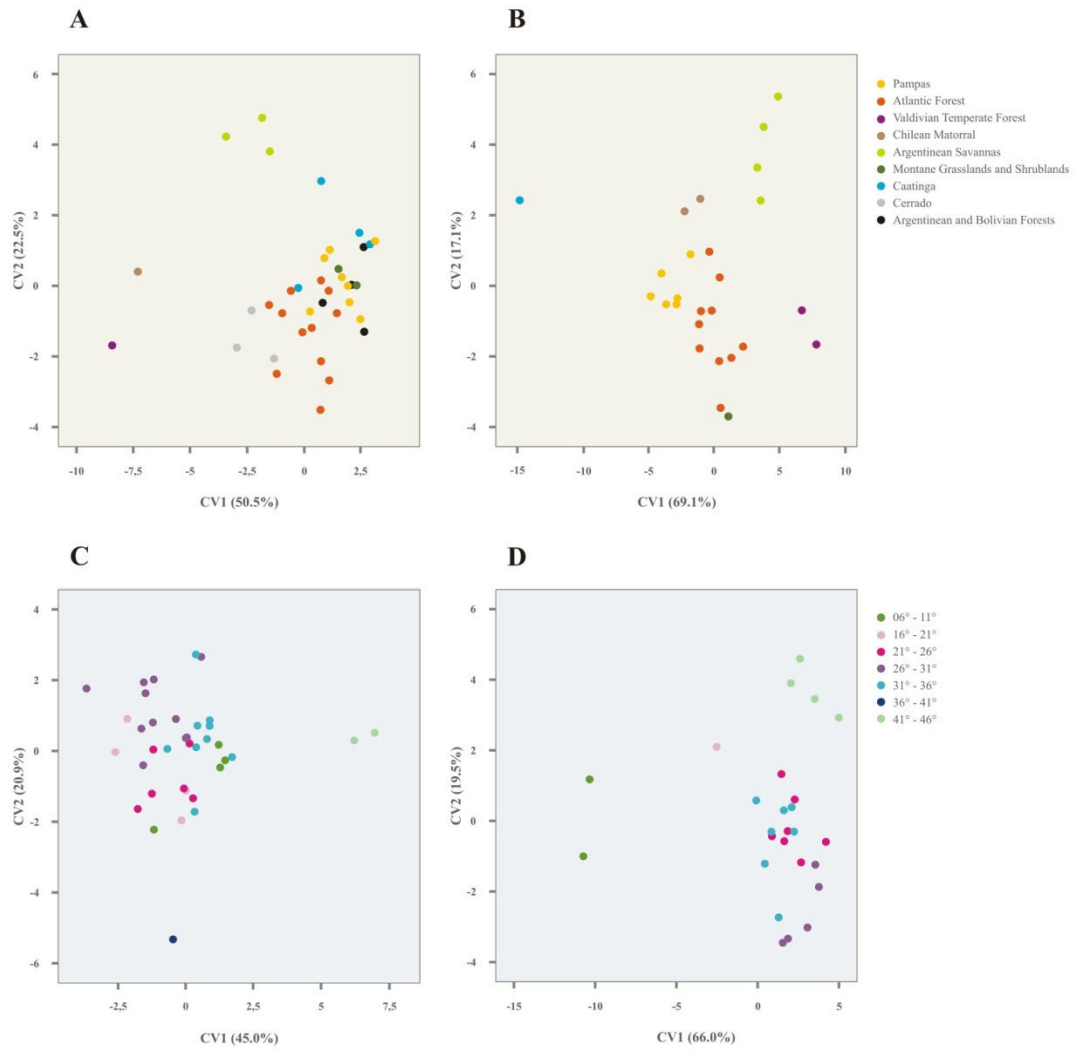 A
B
6
4
2
0
-2
-4
CV2 (22.5%)
-10
-7,5
-5
-2,5
0
2,5
CV1 (50.5%)
6
4
2
0
-2
-4
CV2 (17.1%)
-15
-10
-5
0
5
10
CV1 (69.1%)
Pampas
Atlantic Forest
Valdivian Temperate Forest
Chilean Matorral
Argentinean Savannas
Montane Grasslands and Shrublands
Caatinga
Cerrado
Argentinean and Bolivian Forests
C
D
4
2
0
-2
-4
-6
CV2 (20.9%)
-2,5
0
2,5
5
7,5
CV1 (45.0%)
6
4
2
0
-2
-4
CV2 (19.5%)
-15
-10
-5
0
5
CV1 (66.0%)
06° - 11°
16° - 21°
21° - 26°
26° - 31°
31° - 36°
36° - 41°
41° - 46°